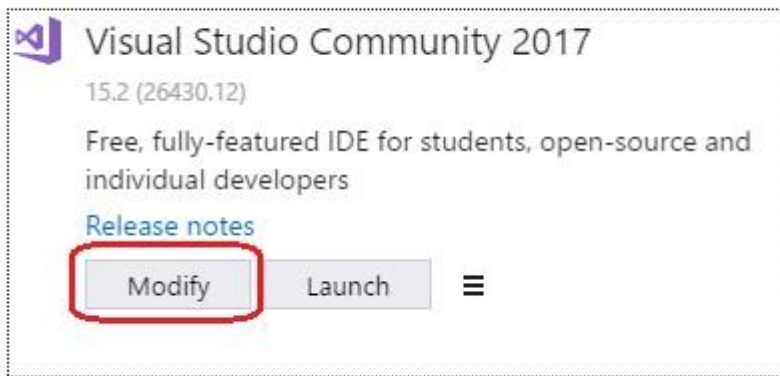 Visual Studio Community 2017
15.2 (26430.12)
Free, fully-featured IDE for students, open-source and
individual developers
Release notes
Modify Launch